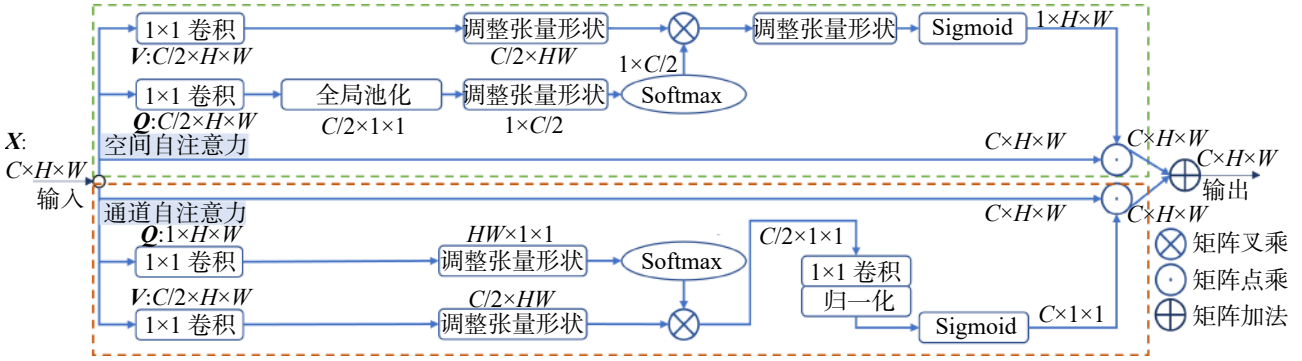 1×1 卷积
V:C/2×H×W
调整张量形状
C/2×HW
调整张量形状
Sigmoid
1×H×W
1×1 卷积
Q:C/2×H×W
全局池化
C/2×1×1
调整张量形状
1×C/2
1×C/2
Softmax
空间自注意力
C×H×W
C×H×W
X:
C×H×W
输入
C×H×W
输出
通道自注意力
C×H×W
C×H×W
Q:1×H×W
1×1 卷积
HW×1×1
调整张量形状
Softmax
C/2×1×1
1×1 卷积
归一化
V:C/2×H×W
1×1 卷积
C/2×HW
调整张量形状
Sigmoid
C×1×1
矩阵叉乘
矩阵点乘
矩阵加法